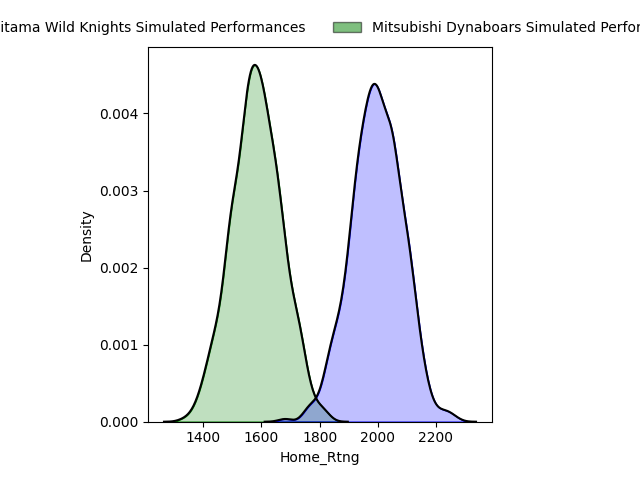 itama Wild Knights Simulated Performances
Mitsubishi Dynaboars Simulated Perfor
0.004
0.003
0.002
0.001
0.000
Density
1400 1600 1800 2000 2200
Home_Rtng